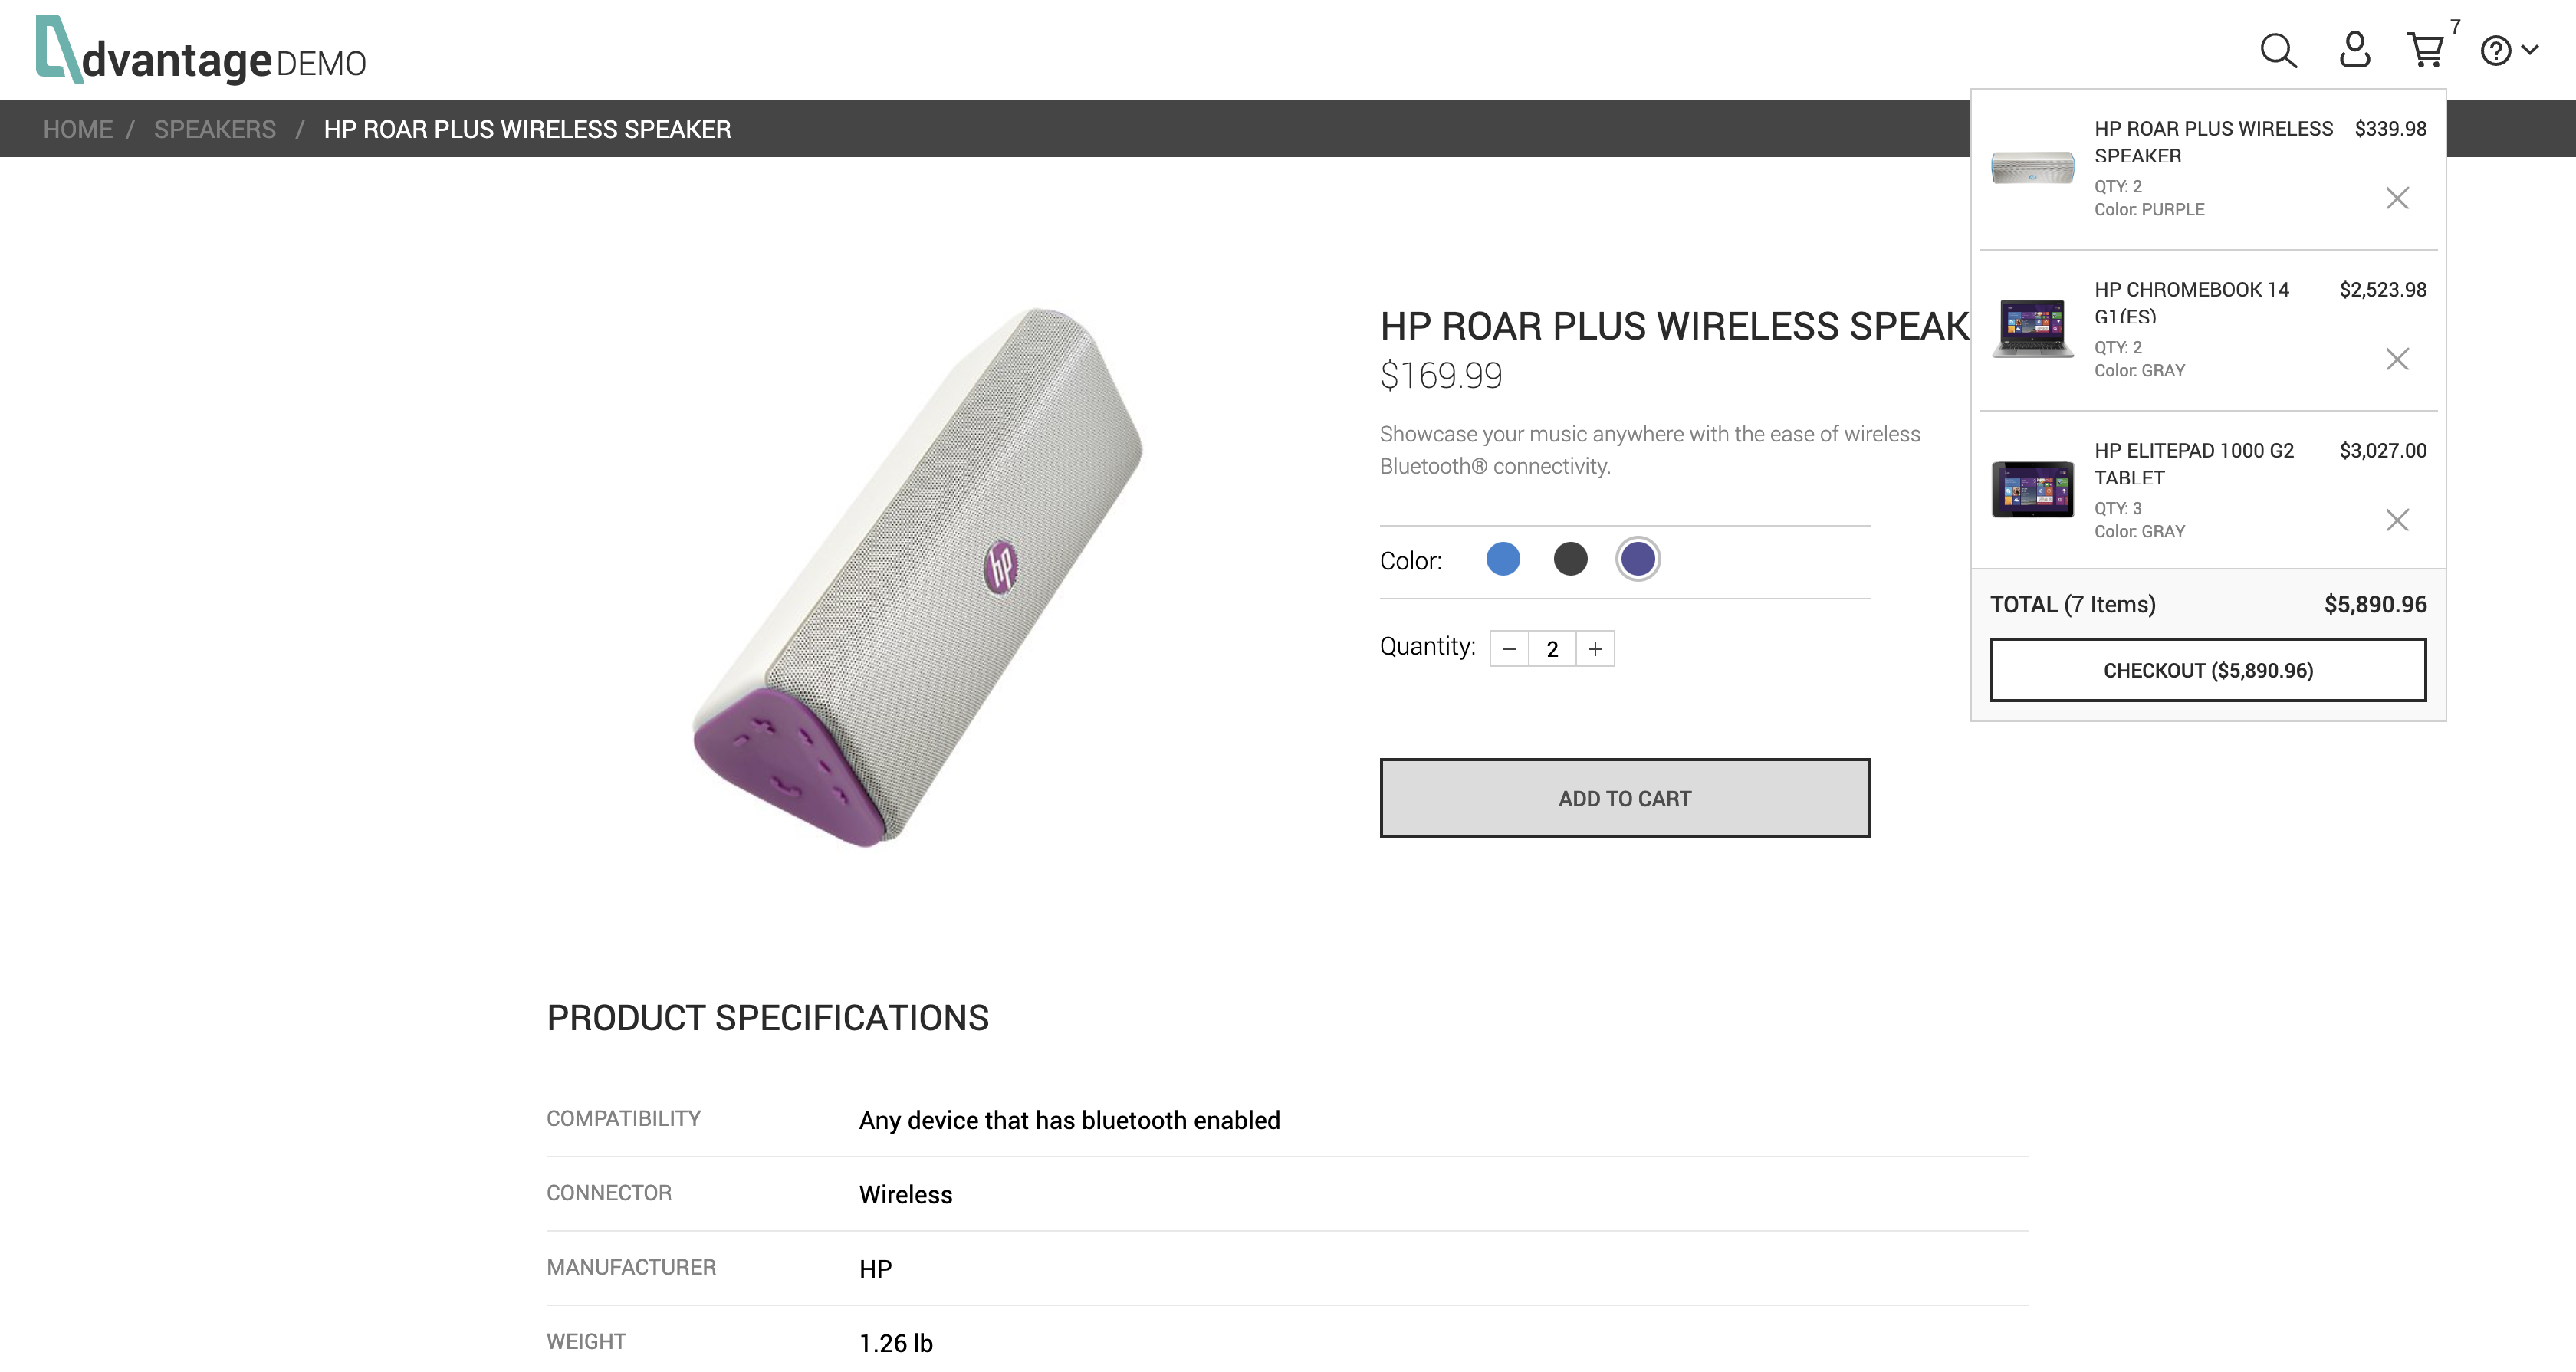 dvantage DEMO
7
HOME / SPEAKERS / HP ROAR PLUS WIRELESS SPEAKER
HP ROAR PLUS WIRELESS SPEAKER $339.98
QTY: 2
Color: PURPLE
HP CHROMEBOOK 14 G1(ES) $2,523.98
QTY: 2
Color: GRAY
HP ELITEPAD 1000 G2 TABLET $3,027.00
QTY: 3
Color: GRAY
TOTAL (7 Items) $5,890.96
CHECKOUT ($5,890.96)
hp
HP ROAR PLUS WIRELESS SPEAK
$169.99
Showcase your music anywhere with the ease of wireless
Bluetooth® connectivity.
Color:
Quantity: − 2 +
ADD TO CART
PRODUCT SPECIFICATIONS
COMPATIBILITY Any device that has bluetooth enabled
CONNECTOR Wireless
MANUFACTURER HP
WEIGHT 1.26 lb